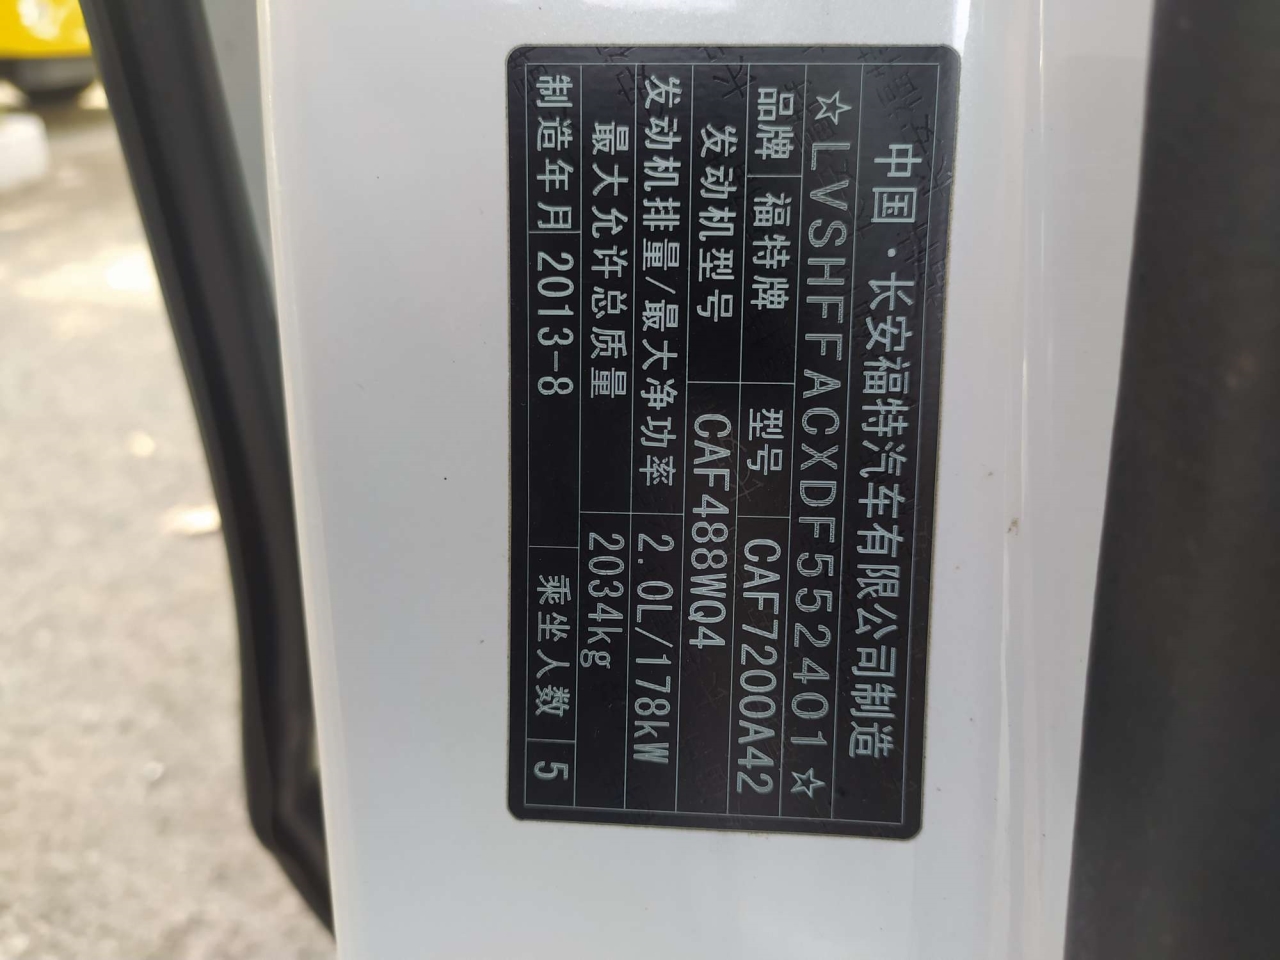 中国·长安福特汽车有限公司制造
☆LVSHFFACXDF552401☆
品牌 福特牌 型号 CAF7200A42
发动机型号 CAF488WQ4
发动机排量/最大净功率 2.0L/178kW
最大允许总质量 2034kg
制造年月 2013-8 乘坐人数 5